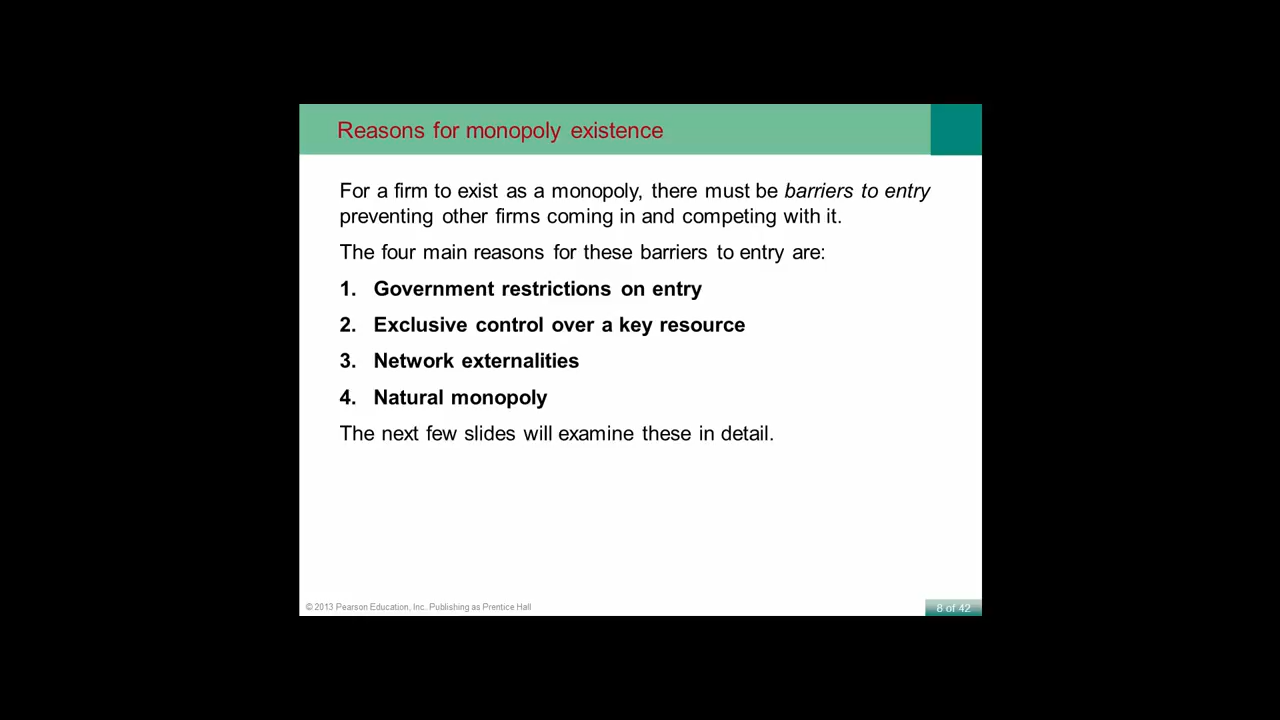 Reasons for monopoly existence
For a firm to exist as a monopoly, there must be barriers to entry
preventing other firms coming in and competing with it.
The four main reasons for these barriers to entry are:
1. Government restrictions on entry
2. Exclusive control over a key resource
3. Network externalities
4. Natural monopoly
The next few slides will examine these in detail.
© 2013 Pearson Education, Inc. Publishing as Prentice Hall
8 of 42